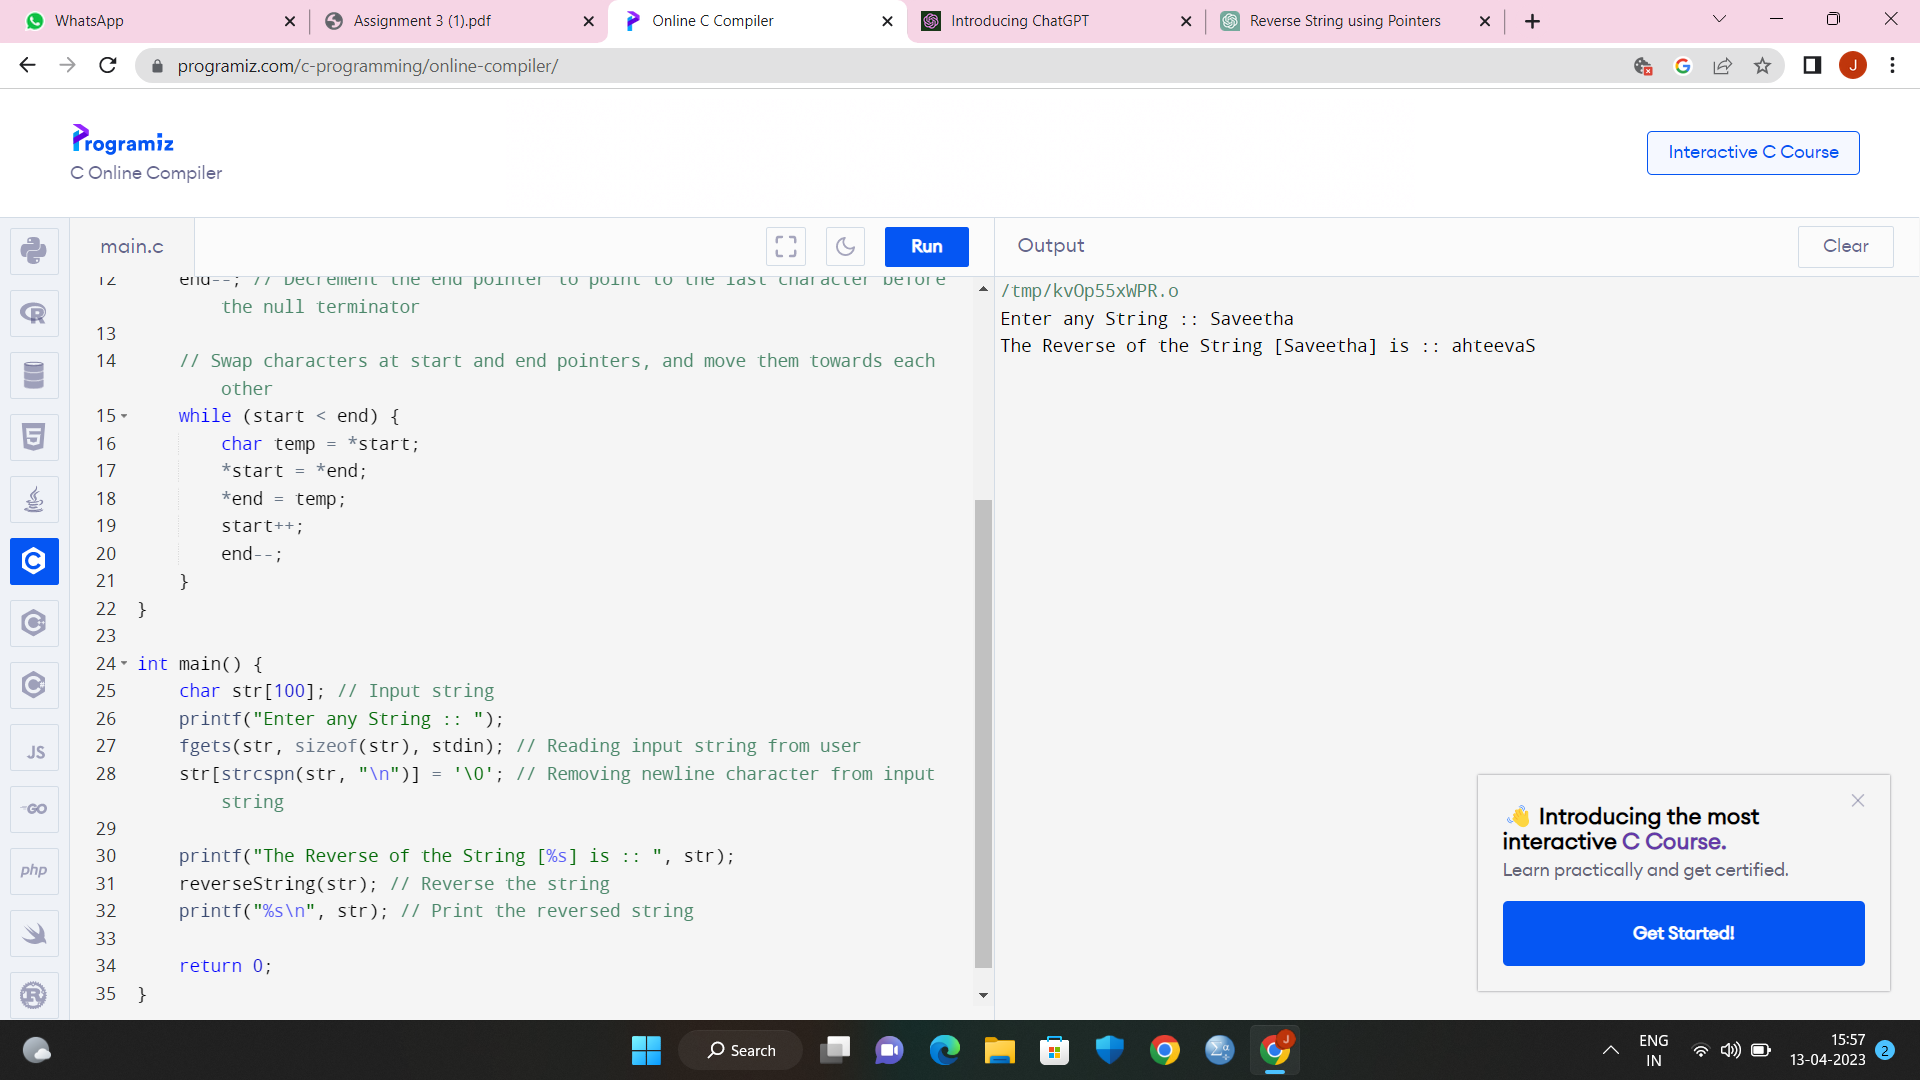 WhatsApp
Assignment 3 (1).pdf
Online C Compiler
Introducing ChatGPT
Reverse String using Pointers
programiz.com/c-programming/online-compiler/
J
Programiz
C Online Compiler
Interactive C Course
main.c
Run
Output
Clear
12 end--; // Decrement the end pointer to point to the last character before
the null terminator
13
14 // Swap characters at start and end pointers, and move them towards each
other
15 while (start < end) {
16 char temp = *start;
17 *start = *end;
18 *end = temp;
19 start++;
20 end--;
21 }
22 }
23
24 int main() {
25 char str[100]; // Input string
26 printf("Enter any String :: ");
27 fgets(str, sizeof(str), stdin); // Reading input string from user
28 str[strcspn(str, "\n")] = '\0'; // Removing newline character from input
string
29
30 printf("The Reverse of the String [%s] is :: ", str);
31 reverseString(str); // Reverse the string
32 printf("%s\n", str); // Print the reversed string
33
34 return 0;
35 }
/tmp/kvOp55xWPR.o
Enter any String :: Saveetha
The Reverse of the String [Saveetha] is :: ahteevaS
R
5
C
C
C
JS
GO
php
R
👋 Introducing the most
interactive C Course.
Learn practically and get certified.
Get Started!
Search
J
ENG
IN
15:57
13-04-2023
2